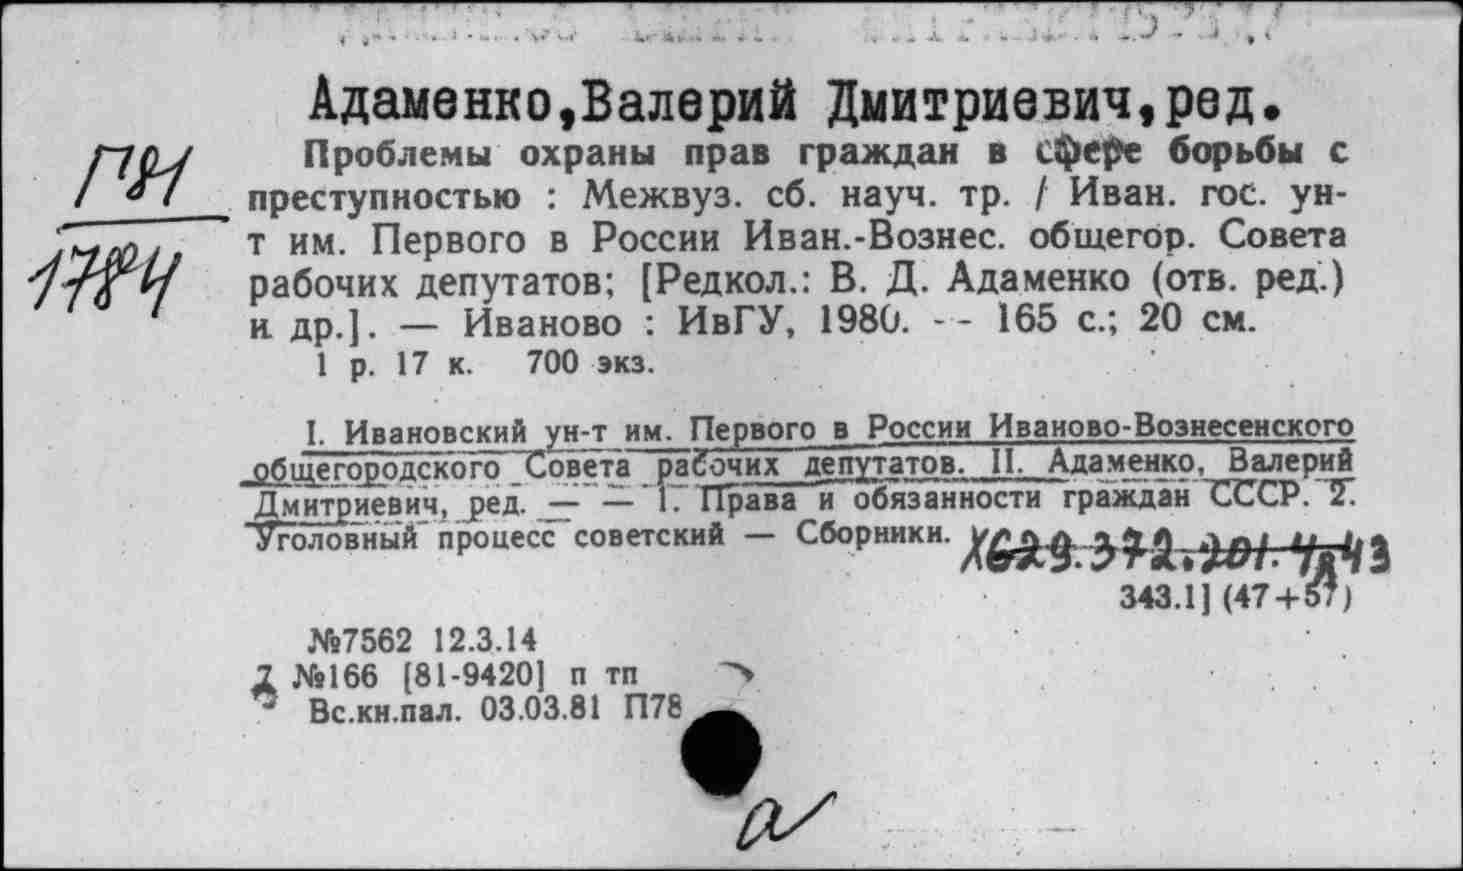 Адаменко,Валерий Дмитриевич,ред.
Проблемы охраны прав граждан в сфере борьбы с
преступностью : Межвуз. сб. науч. тр. / Иван. гос. ун-
т им. Первого в России Иван.-Вознес. общегор. Совета
рабочих депутатов; [Редкол.: В. Д. Адаменко (отв. ред.)
и др.]. — Иваново : ИвГУ, 1980. -- 165 с.; 20 см.
1 р. 17 к. 700 экз.
I. Ивановский ун-т им. Первого в России Иваново-Вознесенского
общегородского Совета рабочих депутатов. II. Адаменко, Валерий
Дмитриевич, ред. — — 1. Права и обязанности граждан СССР. 2.
Уголовный процесс советский — Сборники.
343.1] (47+57)
№7562 12.3.14
№166 [81-9420] п тп
Вс.кн.пал. 03.03.81 П78